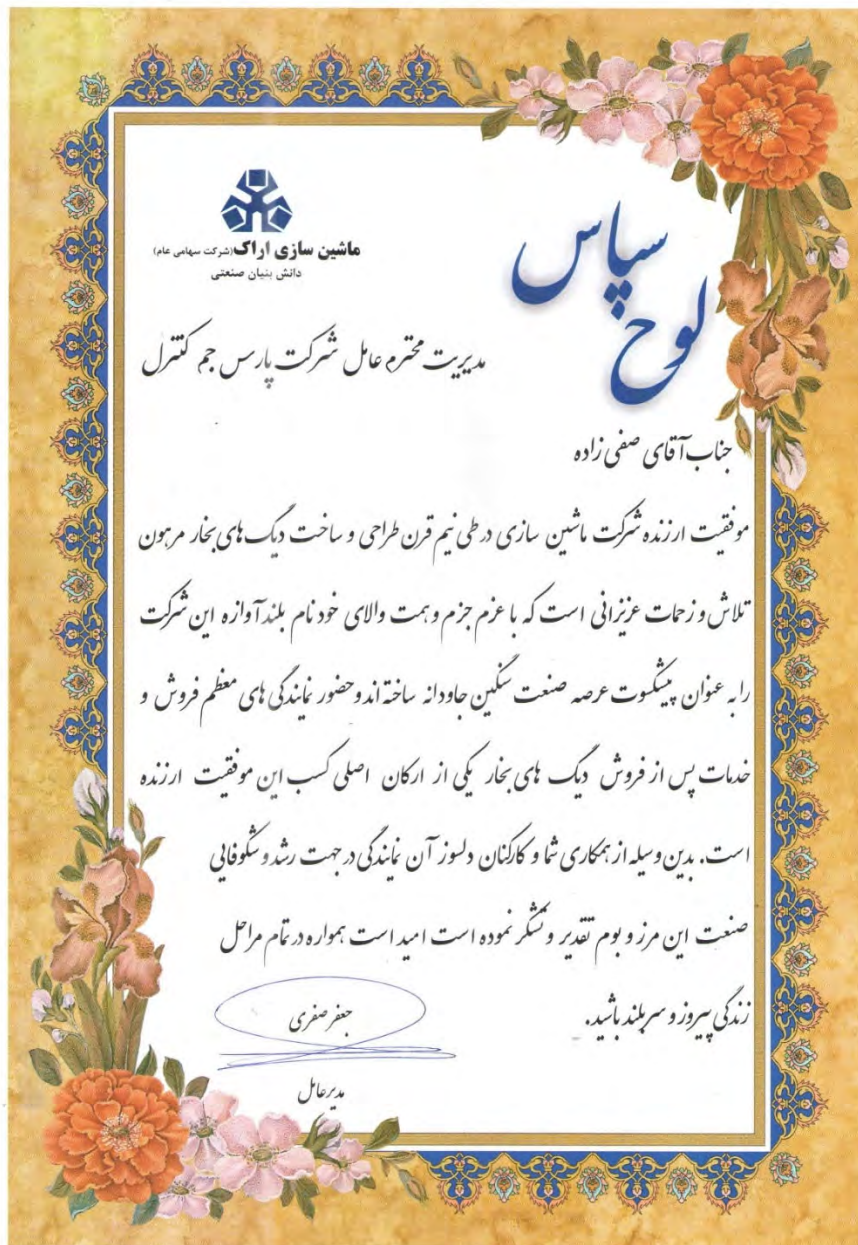 ماشین سازی اراک (شرکت سهامی عام)
دانش بنیان صنعتی
لوح سپاس
مدیریت محترم عامل شرکت پارس جم کنترل
جناب آقای صفی زاده
موفقیت ارزنده شرکت ماشین سازی در طی نیم قرن طراحی و ساخت دیگ های بخار مرهون
تلاش و زحمات عزیزانی است که با عزم جزم و همت والای خود نام بلند آوازه این شرکت
را به عنوان پیشکسوت عرصه صنعت سنگین جاودانه ساخته اند و حضور نمایندگی های معظم فروش و
خدمات پس از فروش دیگ های بخار یکی از ارکان اصلی کسب این موفقیت ارزنده
است. بدین وسیله از همکاری شما و کارکنان دلسوز آن نمایندگی در جهت رشد و شکوفایی
صنعت این مرز و بوم تقدیر و تشکر نموده است امید است همواره در تمام مراحل
زندگی پیروز و سربلند باشید.
جعفر صفری
مدیرعامل